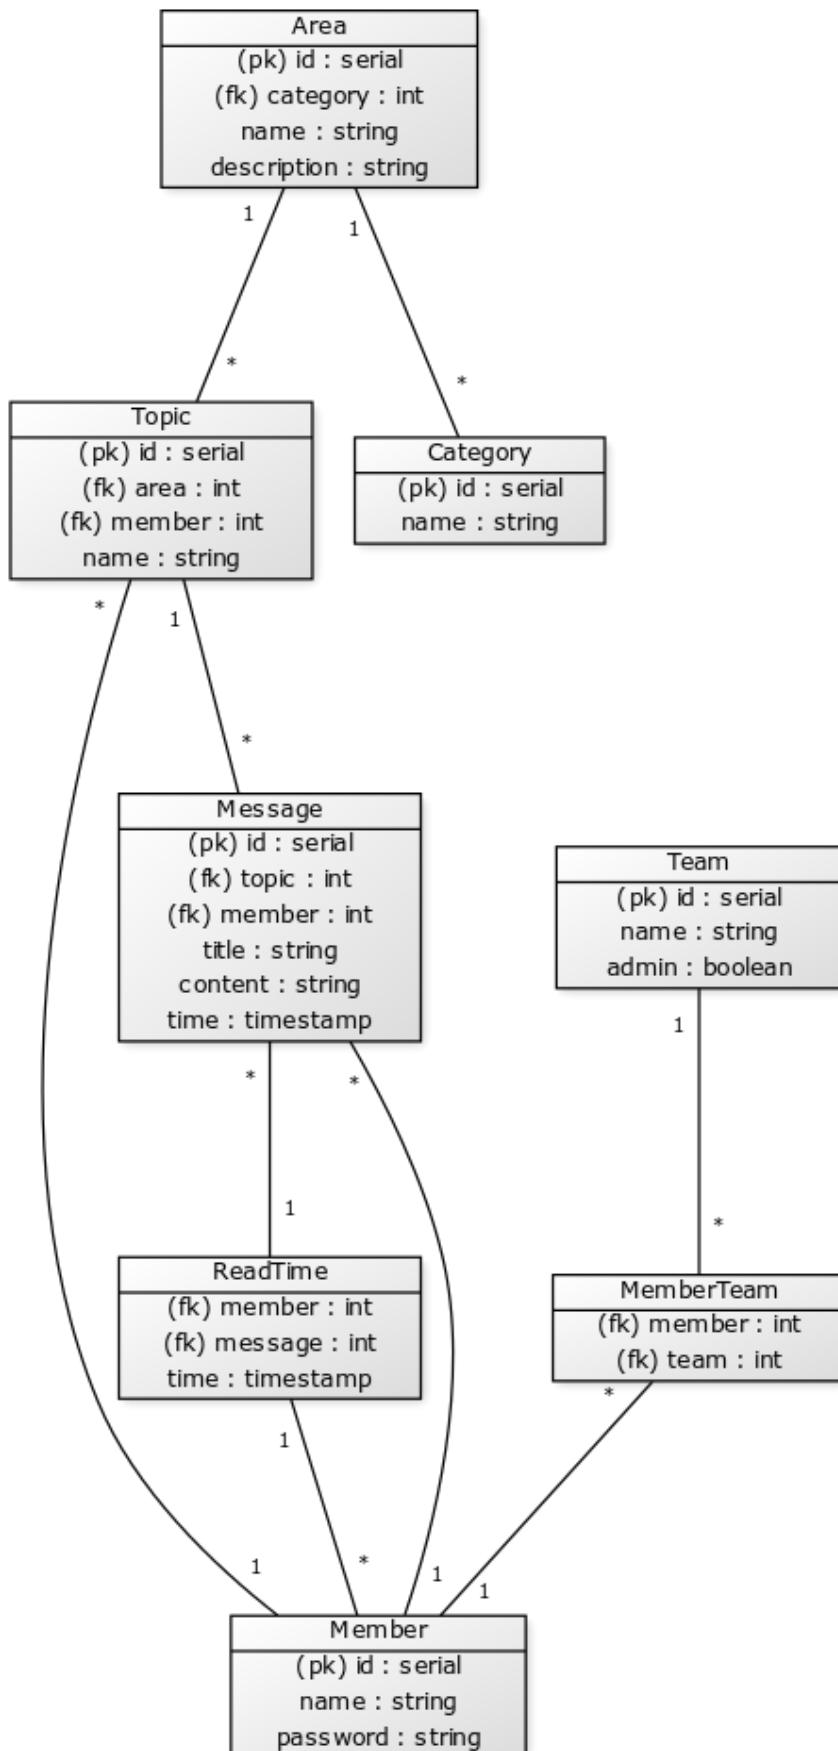 Area
(pk) id : serial
(fk) category : int
name : string
description : string
1
1
*
*
Topic
(pk) id : serial
(fk) area : int
(fk) member : int
name : string
Category
(pk) id : serial
name : string
*
1
*
Message
(pk) id : serial
(fk) topic : int
(fk) member : int
title : string
content : string
time : timestamp
Team
(pk) id : serial
name : string
admin : boolean
*
*
1
1
*
ReadTime
(fk) member : int
(fk) message : int
time : timestamp
MemberTeam
(fk) member : int
(fk) team : int
1
*
1
*
1
1
Member
(pk) id : serial
name : string
password : string